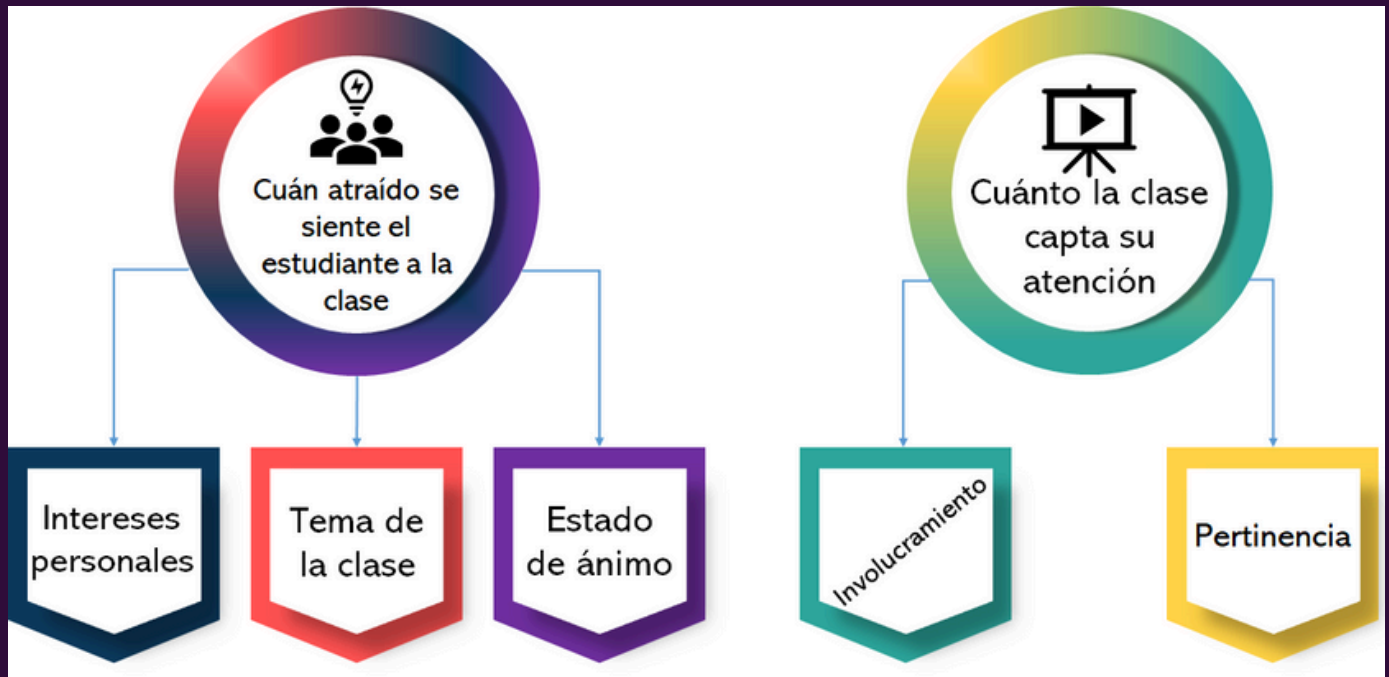 Cuán atraído se
siente el
estudiante a la
clase
Cuánto la clase
capta su
atención
Intereses
personales
Tema de
la clase
Estado
de ánimo
Involucramiento
Pertinencia